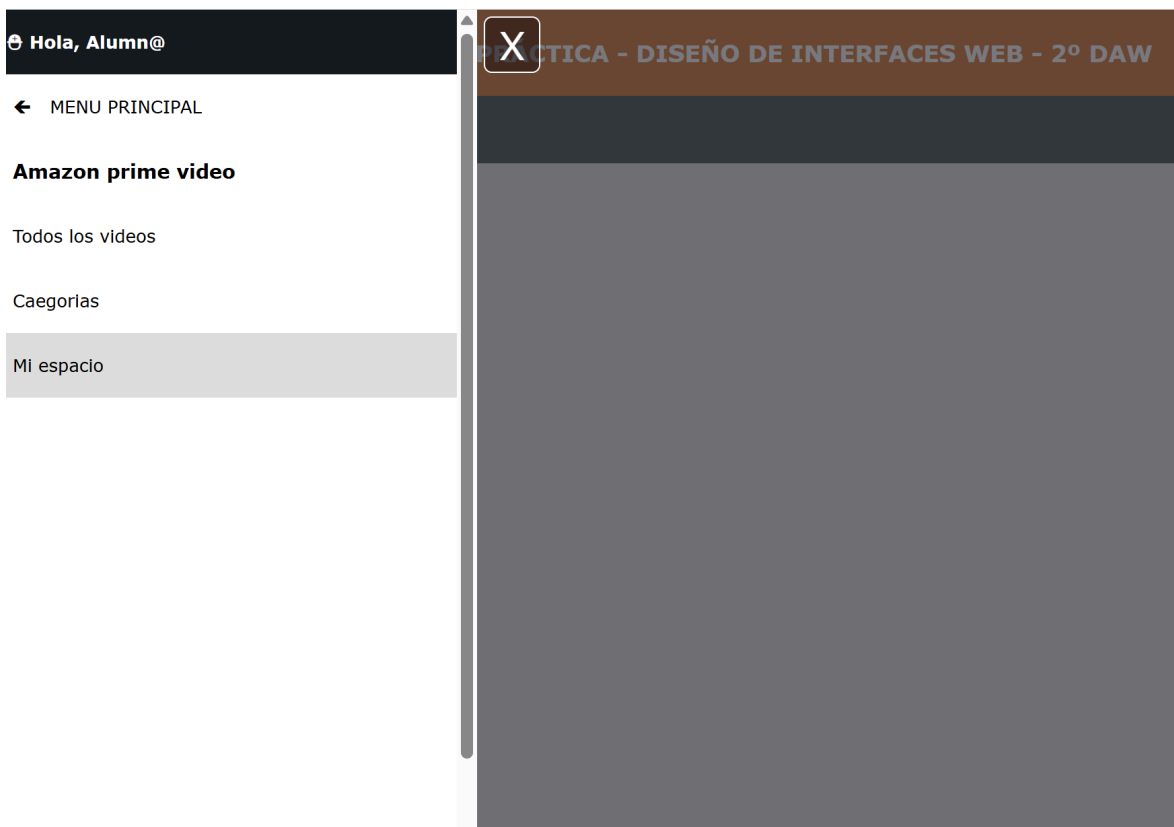 Hola, Alumn@
X
PRÁCTICA - DISEÑO DE INTERFACES WEB - 2º DAW
MENU PRINCIPAL
Amazon prime video
Todos los videos
Caegorias
Mi espacio